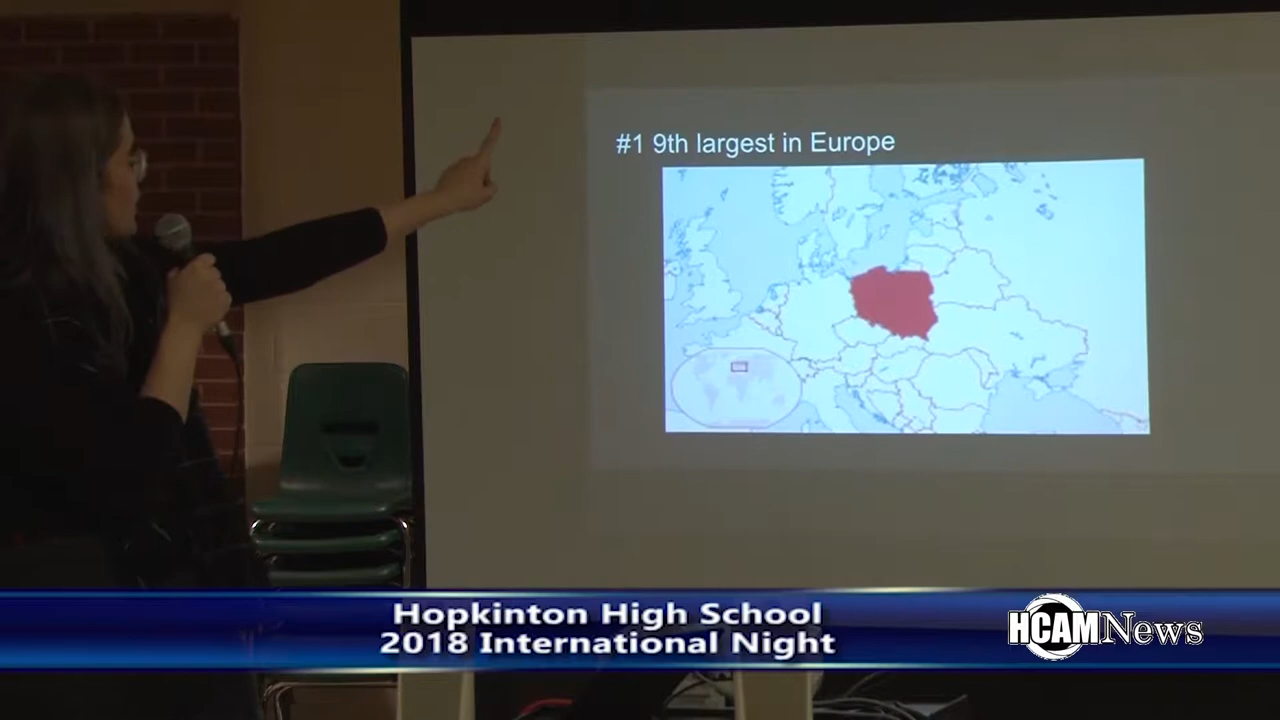 #1 9th largest in Europe
Hopkinton High School
2018 International Night
HCAM News